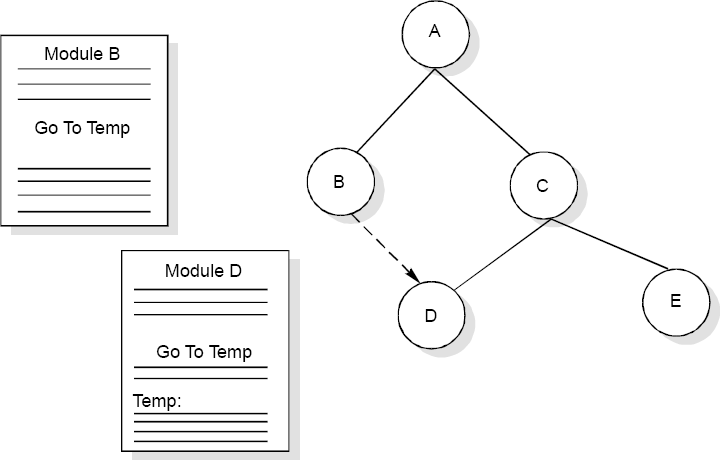 Module B
Go To Temp
Module D
Go To Temp
Temp:
A
B
C
D
E